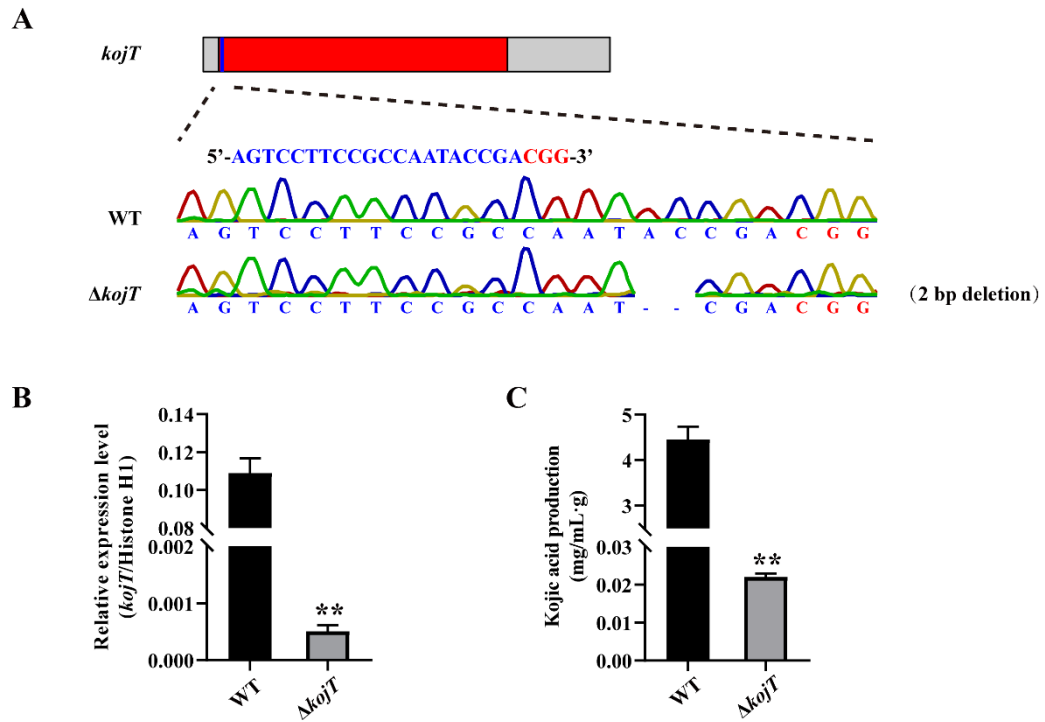 A
kojT
5’-AGTCCTTCCGCCAATACCGACGG-3’
WT
A G T C C T T C C G C C A A T A C C G A C G G
ΔkojT
(2 bp deletion)
A G T C C T T C C G C C A A T - - C G A C G G
B
Relative expression level
(kojT/Histone H1)
0.14
0.12
0.10
0.08
0.002
0.001
0.000
**
WT
ΔkojT
C
Kojic acid production
(mg/mL·g)
5
4
3
0.03
0.02
0.01
0.00
**
WT
ΔkojT